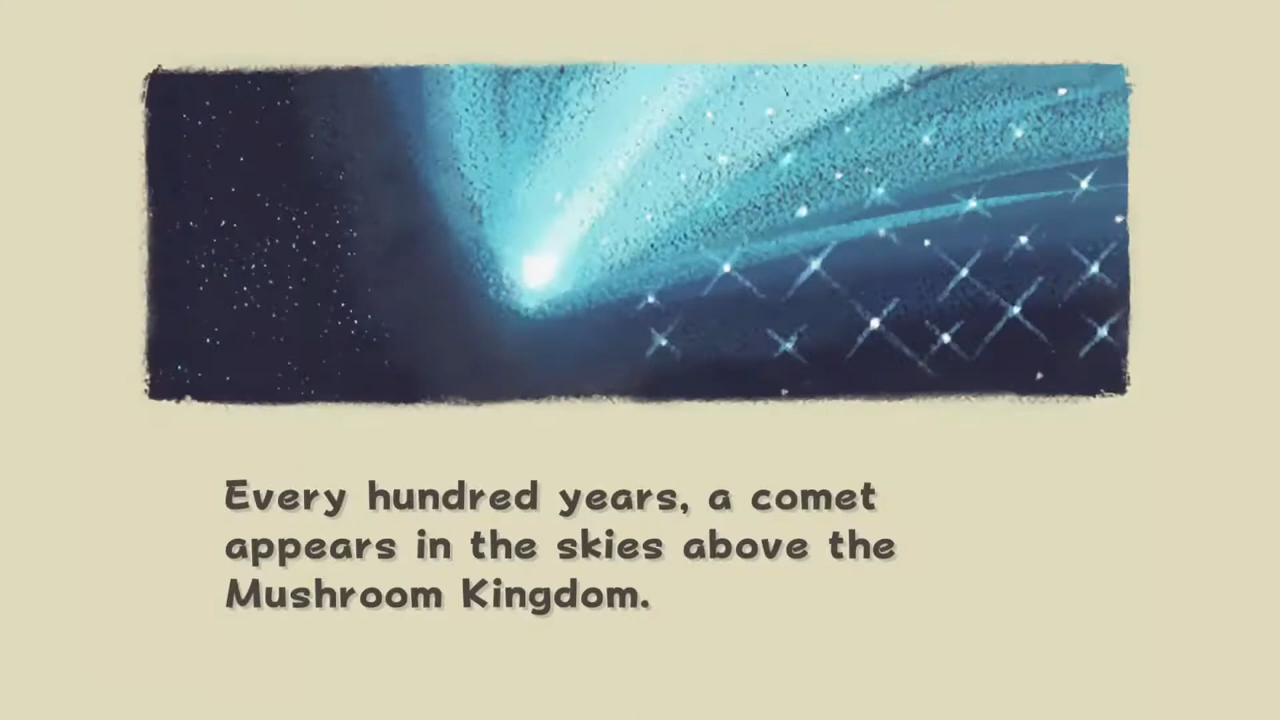 Every hundred years, a comet
appears in the skies above the
Mushroom Kingdom.